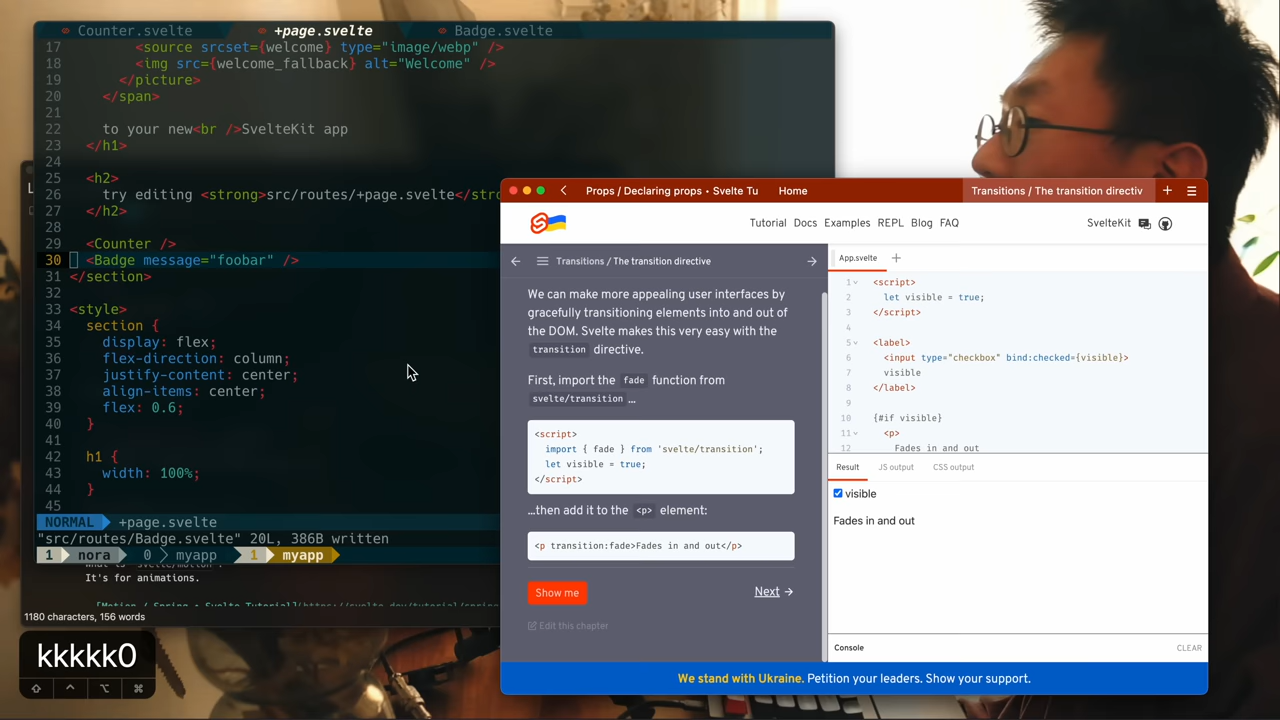 Counter.svelte
+page.svelte
Badge.svelte
17 <source srcset={welcome} type="image/webp" />
18 <img src={welcome_fallback} alt="Welcome" />
19 </picture>
20 </span>
21
22 to your new<br />SvelteKit app
23 </h1>
24
25 <h2>
26 try editing <strong>src/routes/+page.svelte</stro
27 </h2>
28
29 <Counter />
30 <Badge message="foobar" />
31 </section>
32
33 <style>
34 section {
35 display: flex;
36 flex-direction: column;
37 justify-content: center;
38 align-items: center;
39 flex: 0.6;
40 }
41
42 h1 {
43 width: 100%;
44 }
45
NORMAL +page.svelte
"src/routes/Badge.svelte" 20L, 386B written
1 nora 0 myapp 1 myapp
It's for animations.
[Motion / Spring • Svelte Tutorial](https://svelte.dev/tutorial/spring
1180 characters, 156 words
kkkkk0
Props / Declaring props • Svelte Tu
Home
Transitions / The transition directiv
Tutorial Docs Examples REPL Blog FAQ
SvelteKit
Transitions / The transition directive
We can make more appealing user interfaces by
gracefully transitioning elements into and out of
the DOM. Svelte makes this very easy with the
transition directive.
First, import the fade function from
svelte/transition ...
<script>
import { fade } from 'svelte/transition';
let visible = true;
</script>
...then add it to the <p> element:
<p transition:fade>Fades in and out</p>
Show me
Next
Edit this chapter
App.svelte
1 <script>
2 let visible = true;
3 </script>
4
5 <label>
6 <input type="checkbox" bind:checked={visible}>
7 visible
8 </label>
9
10 {#if visible}
11 <p>
12 Fades in and out
Result JS output CSS output
visible
Fades in and out
Console
CLEAR
We stand with Ukraine. Petition your leaders. Show your support.